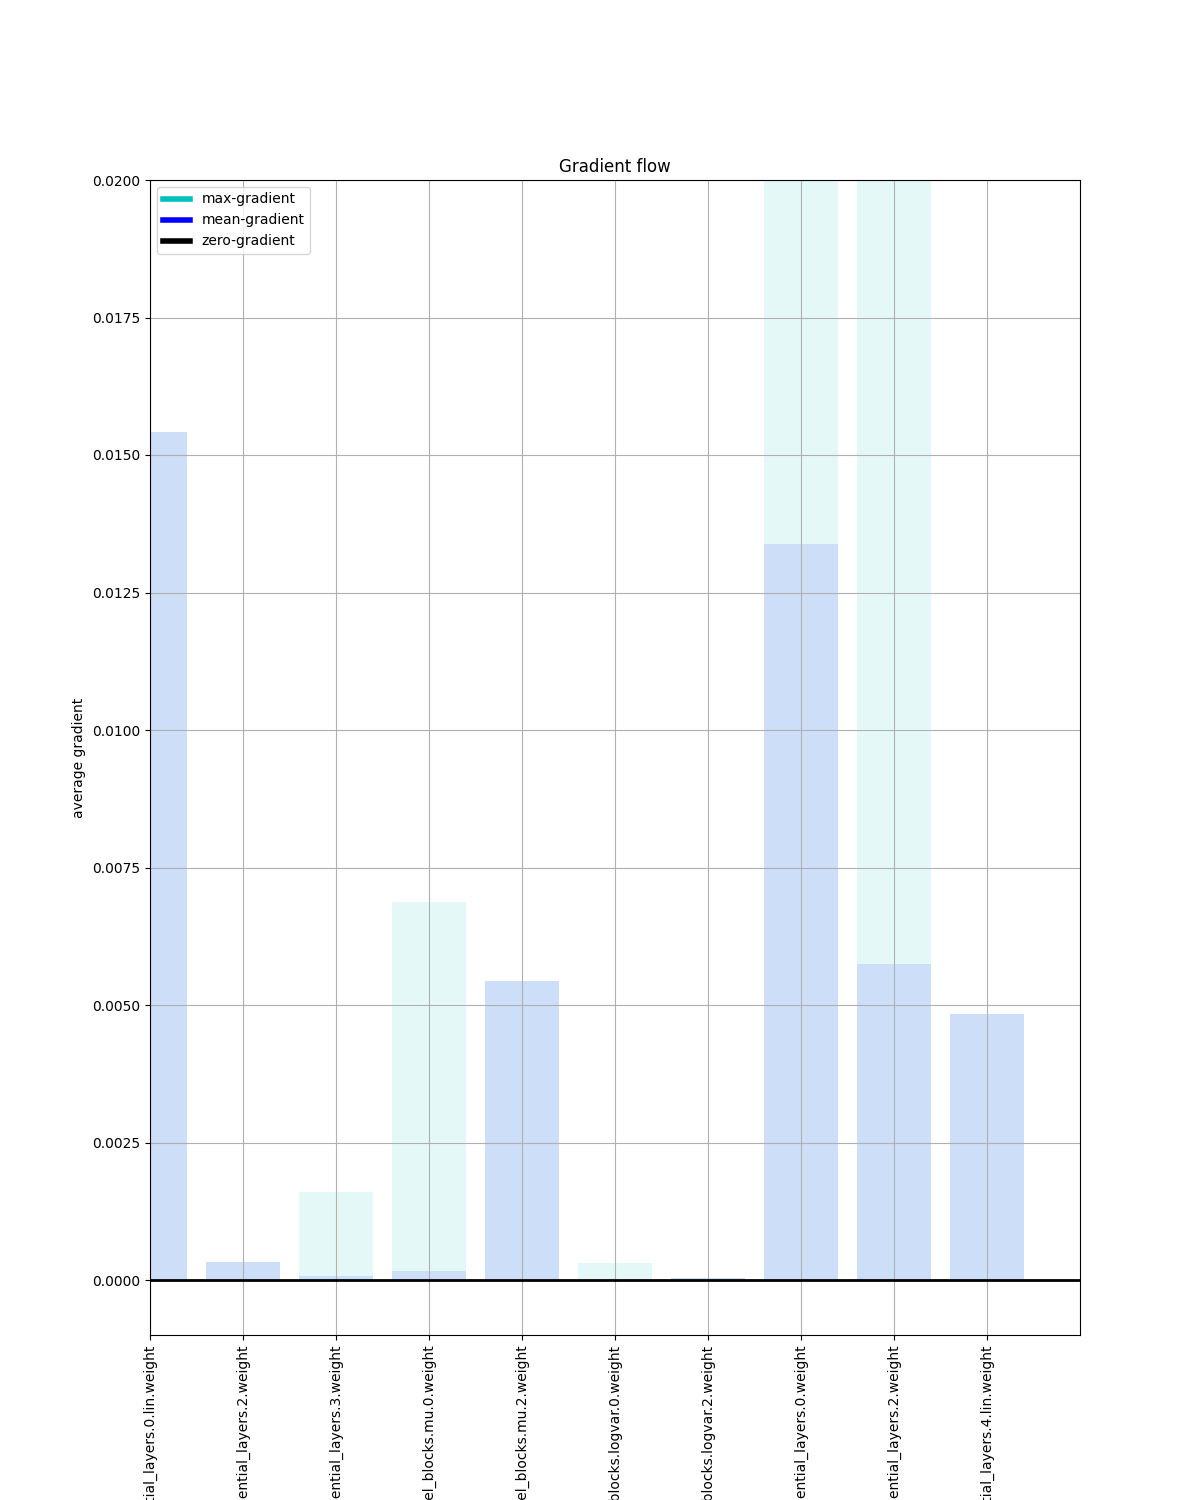 Gradient flow
max-gradient
mean-gradient
zero-gradient
0.0200
0.0175
0.0150
0.0125
0.0100
0.0075
0.0050
0.0025
0.0000
average gradient
tial_layers.0.lin.weight
ential_layers.2.weight
ential_layers.3.weight
el_blocks.mu.0.weight
el_blocks.mu.2.weight
blocks.logvar.0.weight
blocks.logvar.2.weight
ential_layers.0.weight
ential_layers.2.weight
tial_layers.4.lin.weight